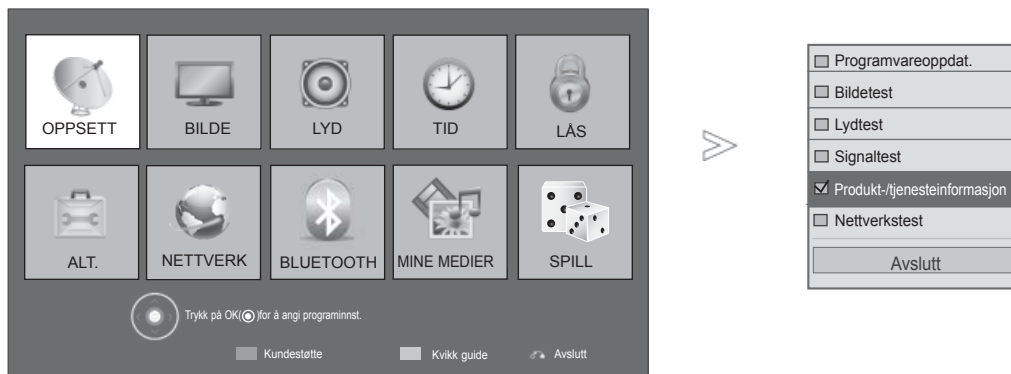 OPPSETT BILDE LYD TID LÅS
ALT. NETTVERK BLUETOOTH MINE MEDIER SPILL
Trykk på OK(◉)for å angi programinnst.
Kundestøtte Kvikk guide Avslutt
Programvareoppdat.
Bildetest
Lydtest
Signaltest
Produkt-/tjenesteinformasjon
Nettverkstest
Avslutt